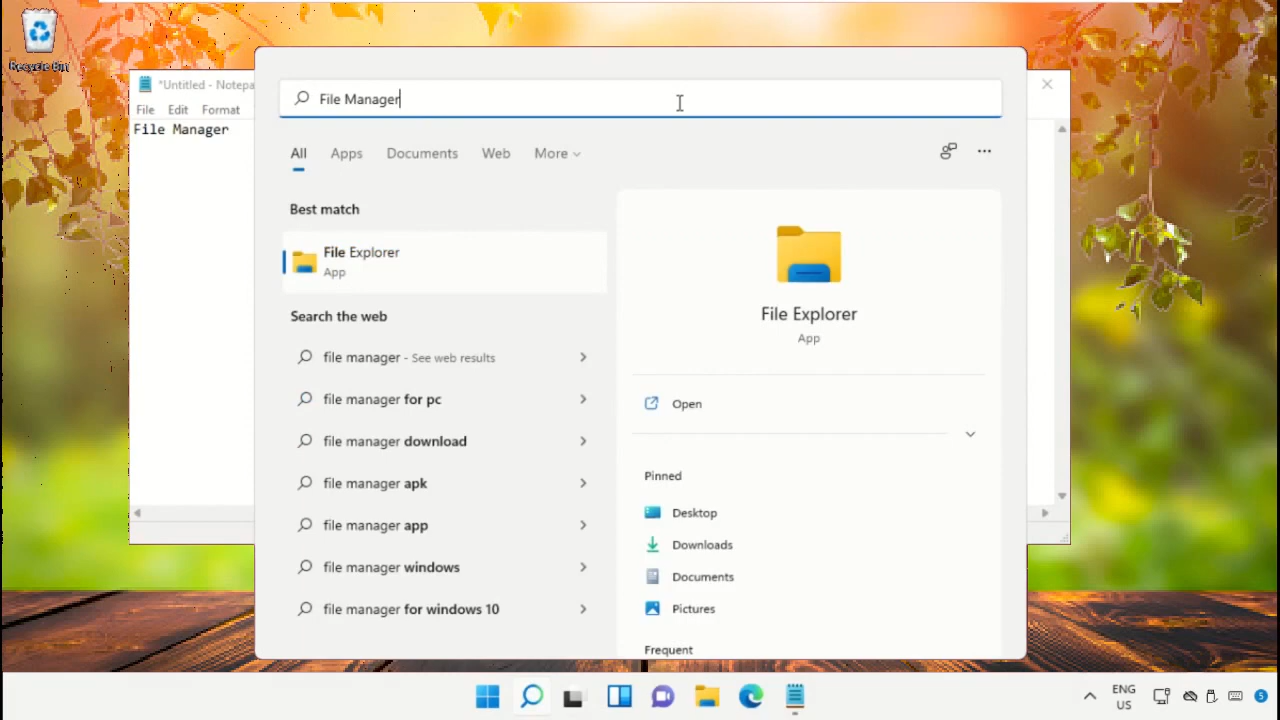 Recycle Bin
*Untitled - Notepa
File Edit Format
File Manager
File Manager
All Apps Documents Web More
Best match
File Explorer
App
Search the web
file manager - See web results
file manager for pc
file manager download
file manager apk
file manager app
file manager windows
file manager for windows 10
File Explorer
App
Open
Pinned
Desktop
Downloads
Documents
Pictures
Frequent
ENG
US
5